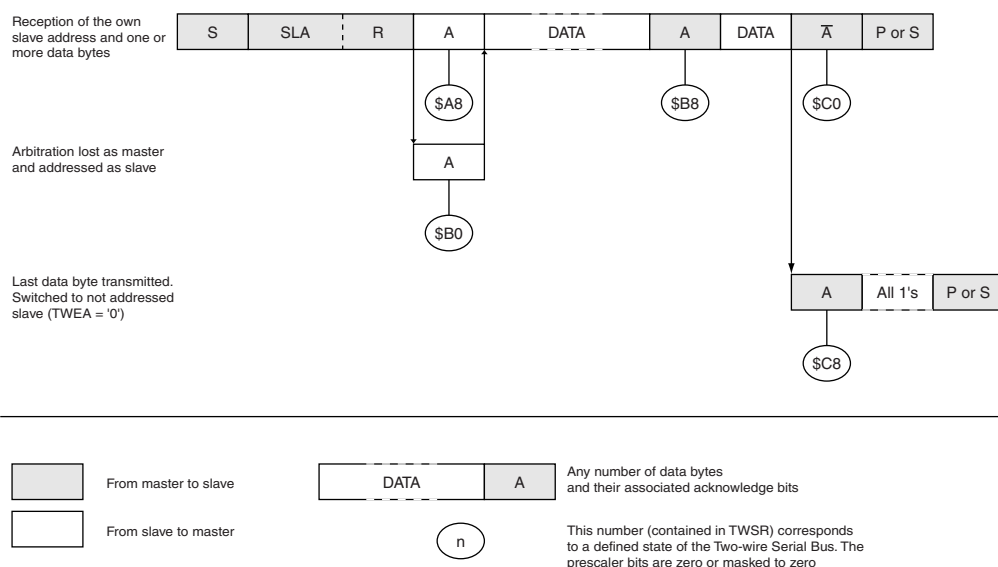 Reception of the own
slave address and one or
more data bytes
S SLA R A DATA A DATA A̅ P or S
$A8 $B8 $C0
Arbitration lost as master
and addressed as slave
A
$B0
Last data byte transmitted.
Switched to not addressed
slave (TWEA = '0')
A All 1's P or S
$C8
From master to slave
DATA A
Any number of data bytes
and their associated acknowledge bits
From slave to master
n
This number (contained in TWSR) corresponds
to a defined state of the Two-wire Serial Bus. The
prescaler bits are zero or masked to zero